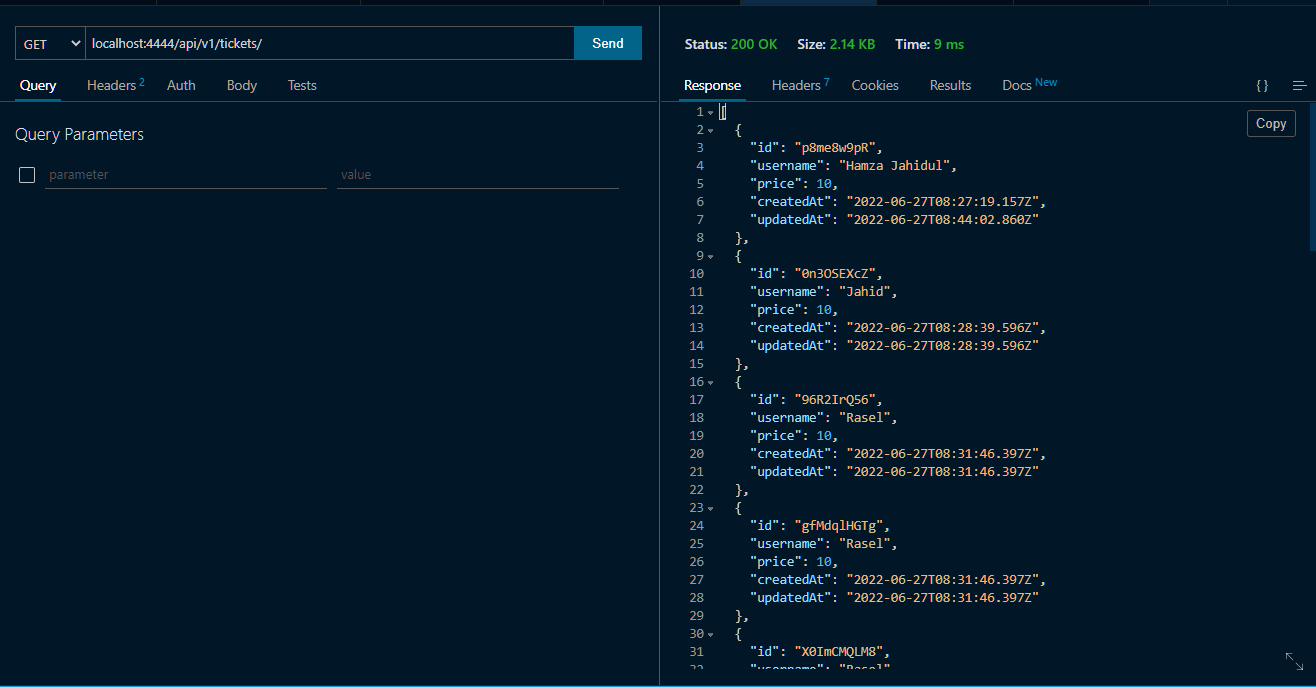 GET localhost:4444/api/v1/tickets/ Send
Query Headers 2 Auth Body Tests
Query Parameters
parameter value
Status: 200 OK Size: 2.14 KB Time: 9 ms
Response Headers 7 Cookies Results Docs New {}
Copy
1 [
2 {
3 "id": "p8me8w9pR",
4 "username": "Hamza Jahidul",
5 "price": 10,
6 "createdAt": "2022-06-27T08:27:19.157Z",
7 "updatedAt": "2022-06-27T08:44:02.860Z"
8 },
9 {
10 "id": "0n3OSEXcZ",
11 "username": "Jahid",
12 "price": 10,
13 "createdAt": "2022-06-27T08:28:39.596Z",
14 "updatedAt": "2022-06-27T08:28:39.596Z"
15 },
16 {
17 "id": "96R2IrQ56",
18 "username": "Rasel",
19 "price": 10,
20 "createdAt": "2022-06-27T08:31:46.397Z",
21 "updatedAt": "2022-06-27T08:31:46.397Z"
22 },
23 {
24 "id": "gfMdqlHGTg",
25 "username": "Rasel",
26 "price": 10,
27 "createdAt": "2022-06-27T08:31:46.397Z",
28 "updatedAt": "2022-06-27T08:31:46.397Z"
29 },
30 {
31 "id": "X0ImCMQLM8",
32 "username": "Rasel"